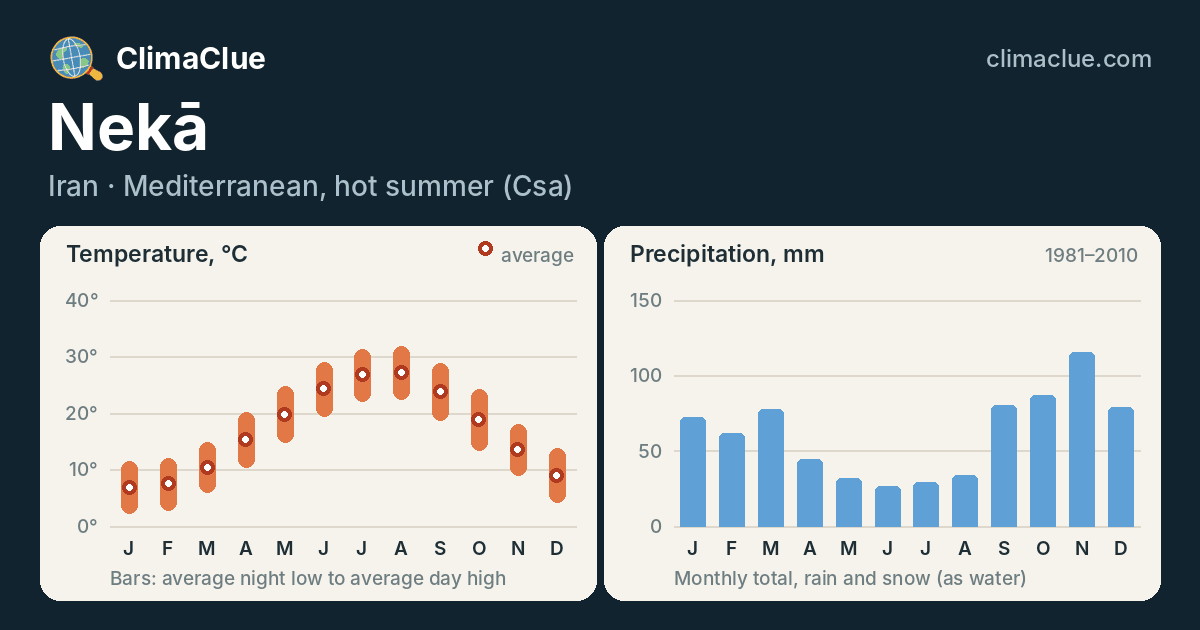 ClimaClue
climaclue.com
Nekā
Iran · Mediterranean, hot summer (Csa)
Temperature, °C
average
40°
30°
20°
10°
0°
J F M A M J J A S O N D
Bars: average night low to average day high
Precipitation, mm
1981–2010
150
100
50
0
J F M A M J J A S O N D
Monthly total, rain and snow (as water)